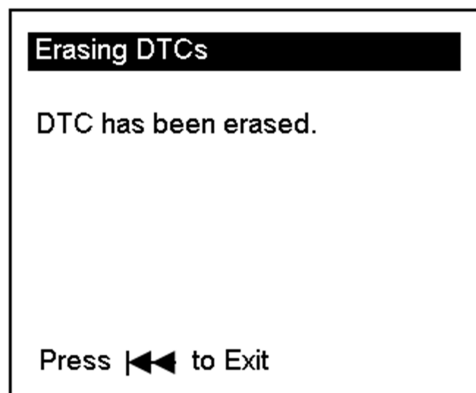 Erasing DTCs
DTC has been erased.
Press |◀◀ to Exit